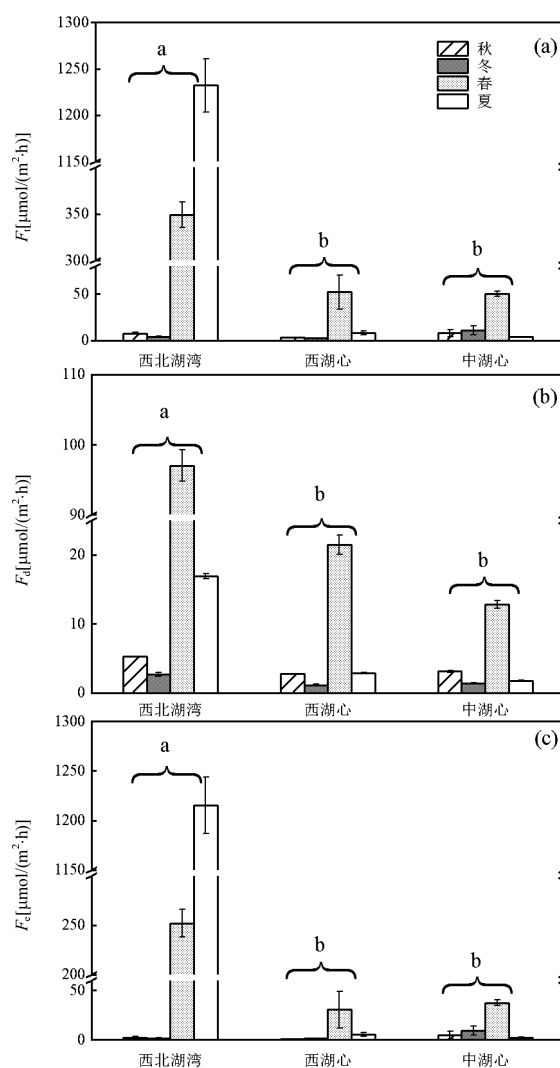 1300
(a)
a
秋
冬
春
夏
1250
1200
1150
350
300
50
0
b
b
Ft[μmol/(m²·h)]
西北湖湾 西湖心 中湖心
110
(b)
a
100
90
20
10
0
b
b
Fd[μmol/(m²·h)]
西北湖湾 西湖心 中湖心
1300
(c)
a
1250
1200
1150
250
200
50
0
b
b
Fe[μmol/(m²·h)]
西北湖湾 西湖心 中湖心